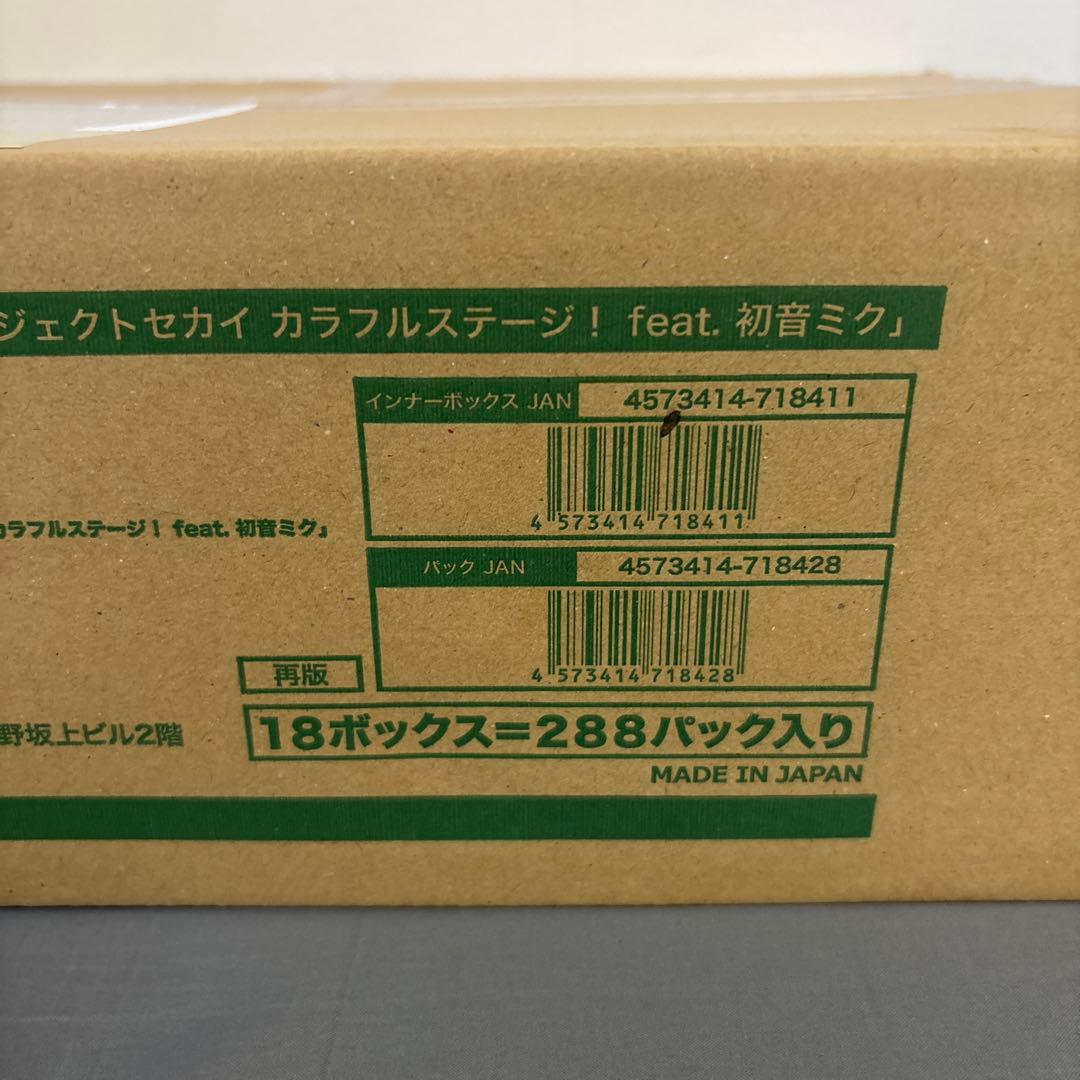 ジェクトセカイ カラフルステージ！ feat. 初音ミク」
インナーボックス JAN 4573414-718411
4 573414 718411
カラフルステージ！ feat. 初音ミク」
パック JAN 4573414-718428
4 573414 718428
再版
野坂上ビル2階
18ボックス=288パック入り
MADE IN JAPAN